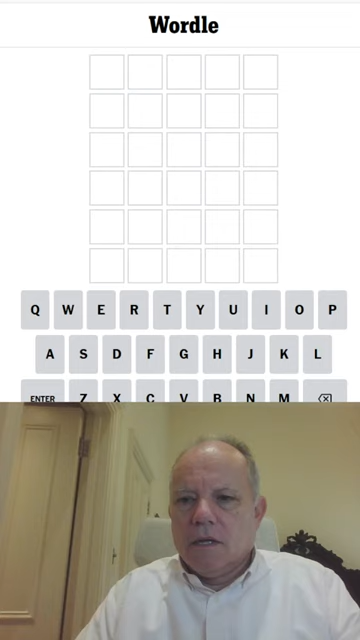 Wordle
Q W E R T Y U I O P
A S D F G H J K L
ENTER Z X C V B N M